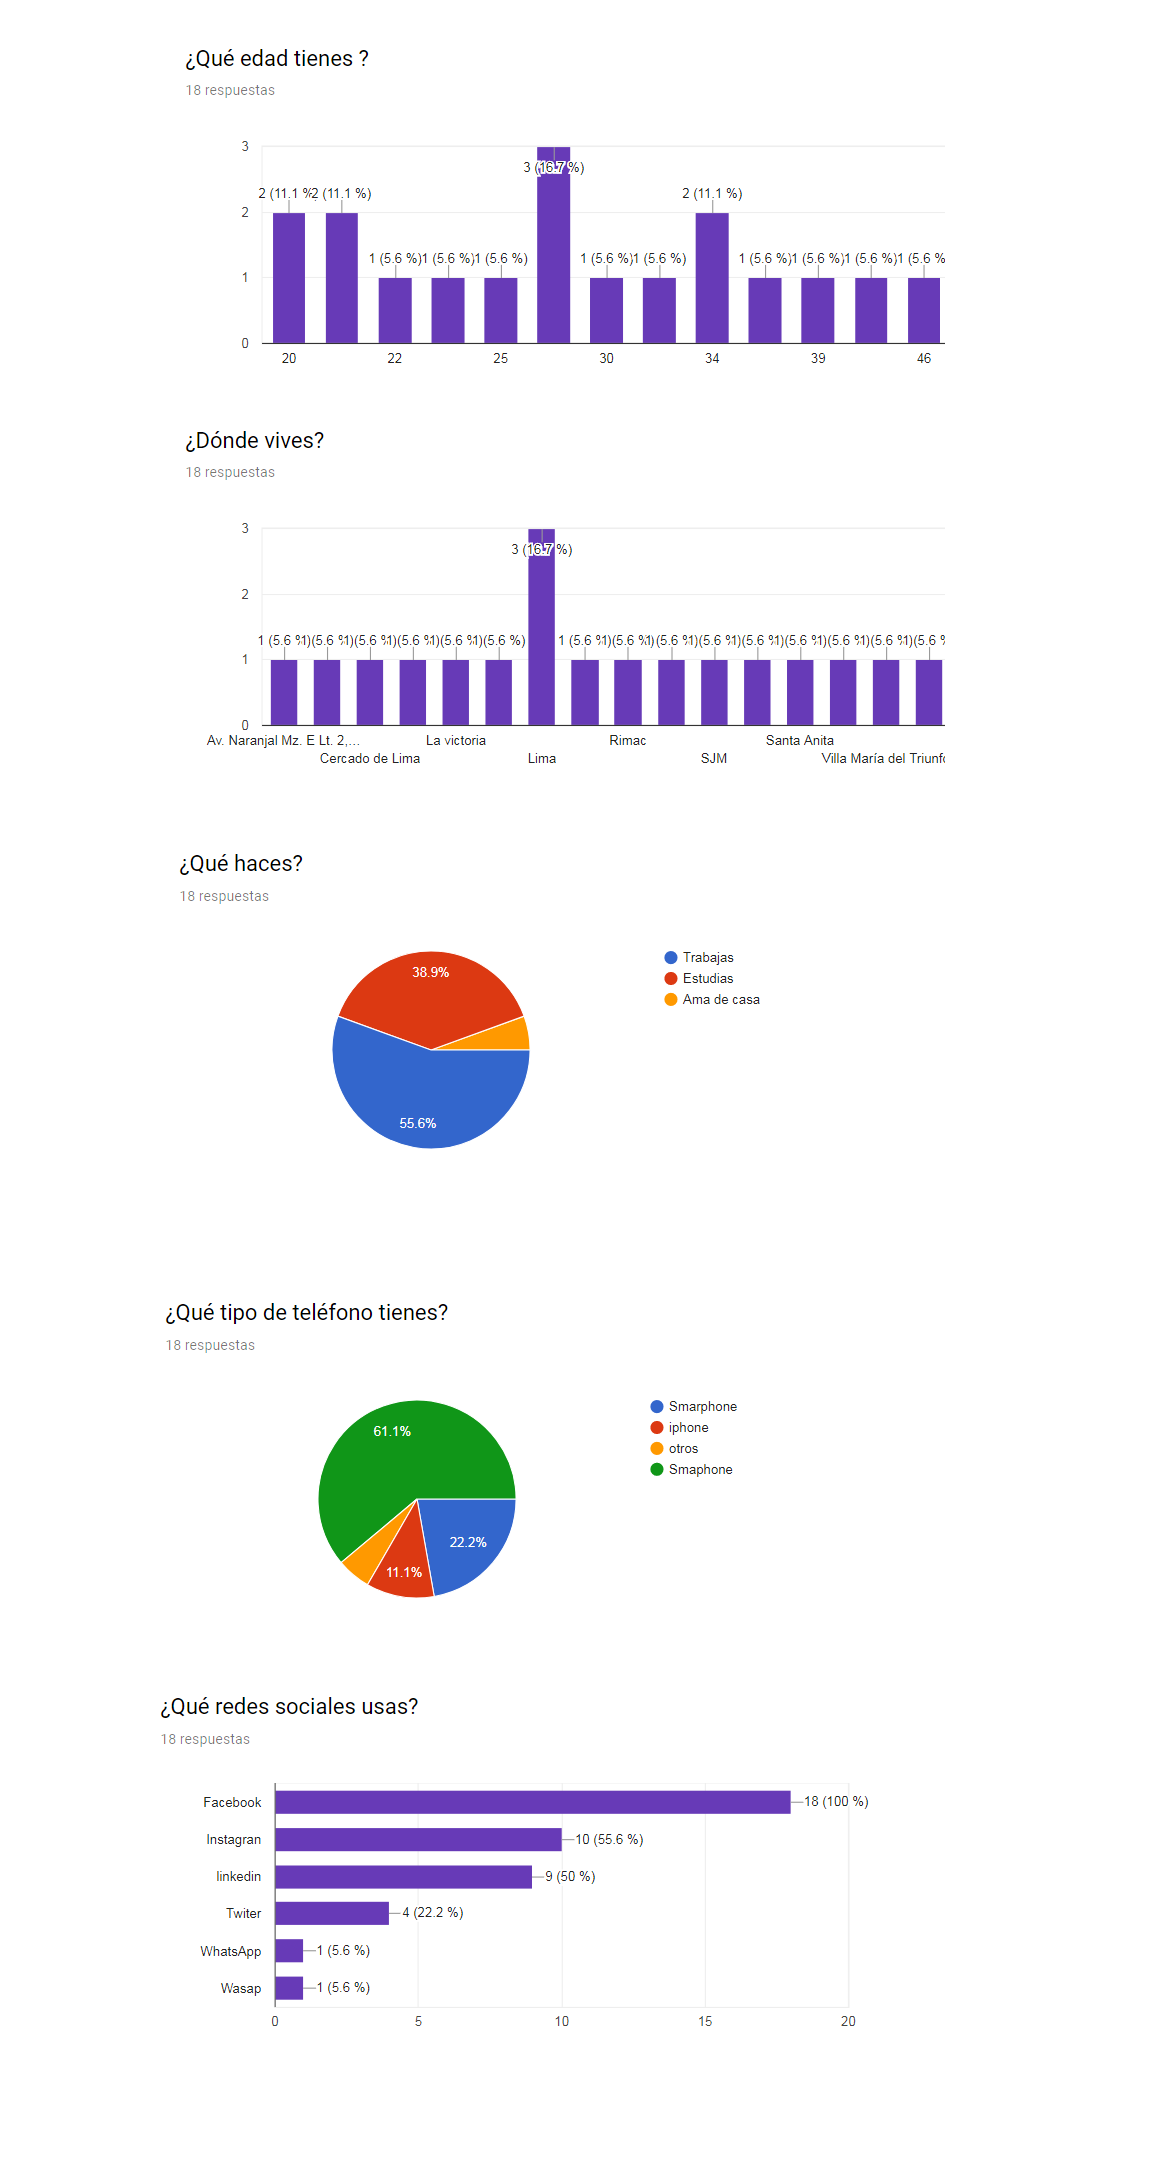 ¿Qué edad tienes ?
18 respuestas
3
3 (16.7 %)
2 (11.1 %
2 (11.1 %)
2 (11.1 %)
2
1 (5.6 %)
1 (5.6 %)
1 (5.6 %)
1 (5.6 %)
1 (5.6 %)
1 (5.6 %)
1 (5.6 %)
1 (5.6 %)
1 (5.6 %
1
0
20 22 25 30 34 39 46
¿Dónde vives?
18 respuestas
3
3 (16.7 %)
2
1 (5.6 %1)(5.6 %1)(5.6 %1)(5.6 %1)(5.6 %1)(5.6 %)
1 (5.6 %1)(5.6 %1)(5.6 %1)(5.6 %1)(5.6 %1)(5.6 %1)(5.6 %1)(5.6 %1)(5.6 %
1
0
Av. Naranjal Mz. E Lt. 2,... La victoria Rimac Santa Anita
Cercado de Lima Lima SJM Villa María del Triunfo
¿Qué haces?
18 respuestas
Trabajas
Estudias
Ama de casa
38.9%
55.6%
¿Qué tipo de teléfono tienes?
18 respuestas
Smarphone
iphone
otros
Smaphone
61.1%
22.2%
11.1%
¿Qué redes sociales usas?
18 respuestas
Facebook 18 (100 %)
Instagran 10 (55.6 %)
linkedin 9 (50 %)
Twiter 4 (22.2 %)
WhatsApp 1 (5.6 %)
Wasap 1 (5.6 %)
0 5 10 15 20